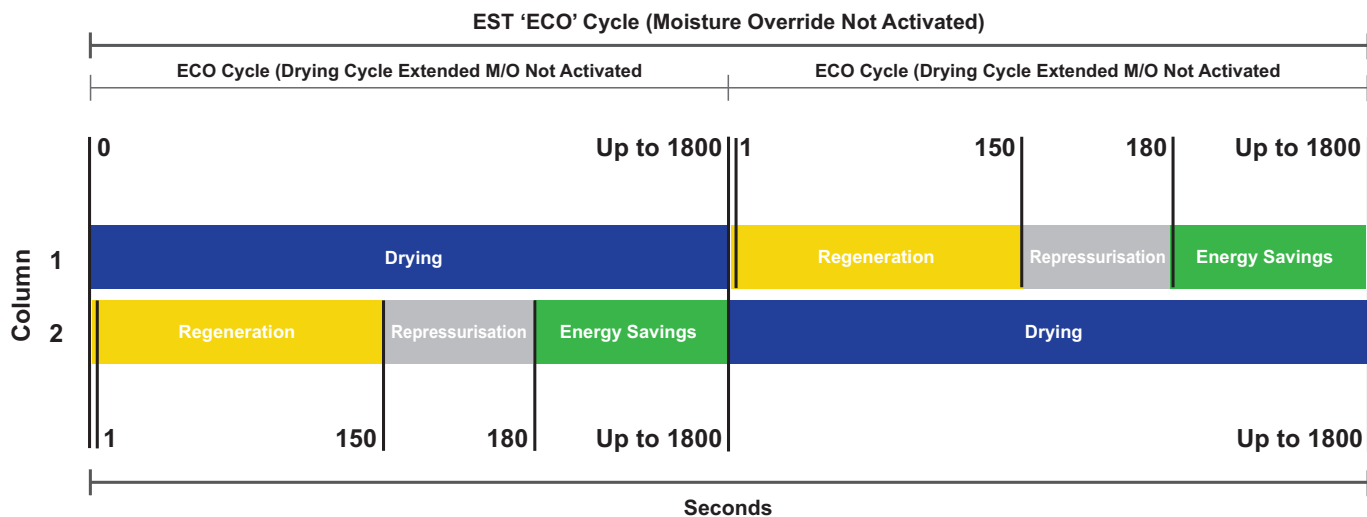 EST ‘ECO’ Cycle (Moisture Override Not Activated)
ECO Cycle (Drying Cycle Extended M/O Not Activated
ECO Cycle (Drying Cycle Extended M/O Not Activated
0
Up to 1800
1
150
180
Up to 1800
Column
1
Drying
Regeneration
Repressurisation
Energy Savings
2
Regeneration
Repressurisation
Energy Savings
Drying
1
150
180
Up to 1800
Up to 1800
Seconds